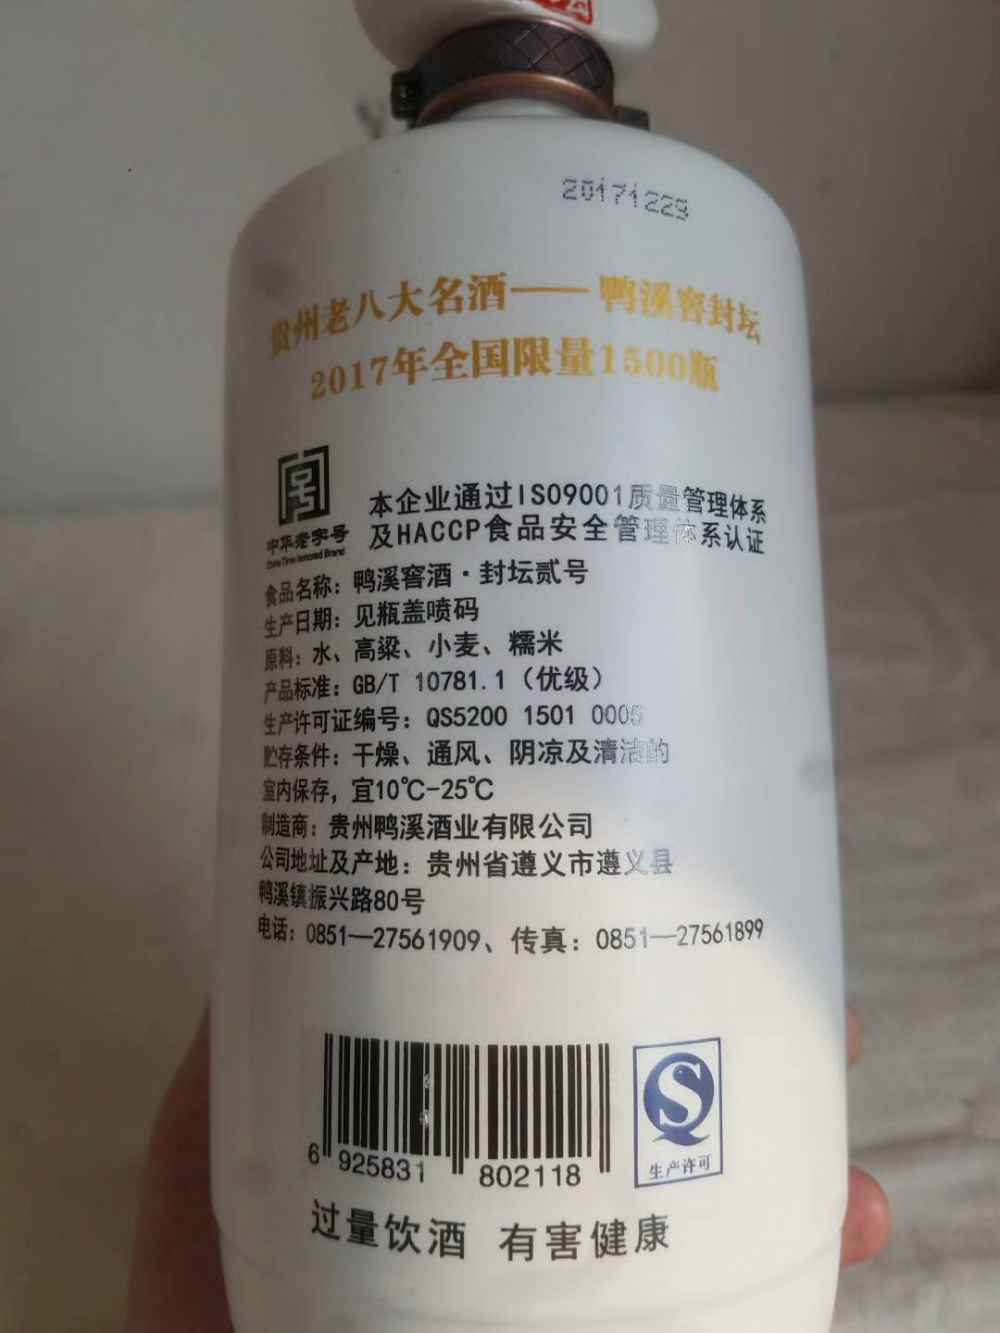 20171229
贵州老八大名酒——鸭溪窖封坛
2017年全国限量1500瓶
中华老字号
China Time-honored Brand
本企业通过ISO9001质量管理体系
及HACCP食品安全管理体系认证
食品名称：鸭溪窖酒·封坛贰号
生产日期：见瓶盖喷码
原料：水、高粱、小麦、糯米
产品标准：GB/T 10781.1（优级）
生产许可证编号：QS5200 1501 0005
贮存条件：干燥、通风、阴凉及清洁的
室内保存，宜10℃-25℃
制造商：贵州鸭溪酒业有限公司
公司地址及产地：贵州省遵义市遵义县
鸭溪镇振兴路80号
电话：0851—27561909、传真：0851—27561899
6 925831 802118
生产许可
过量饮酒 有害健康